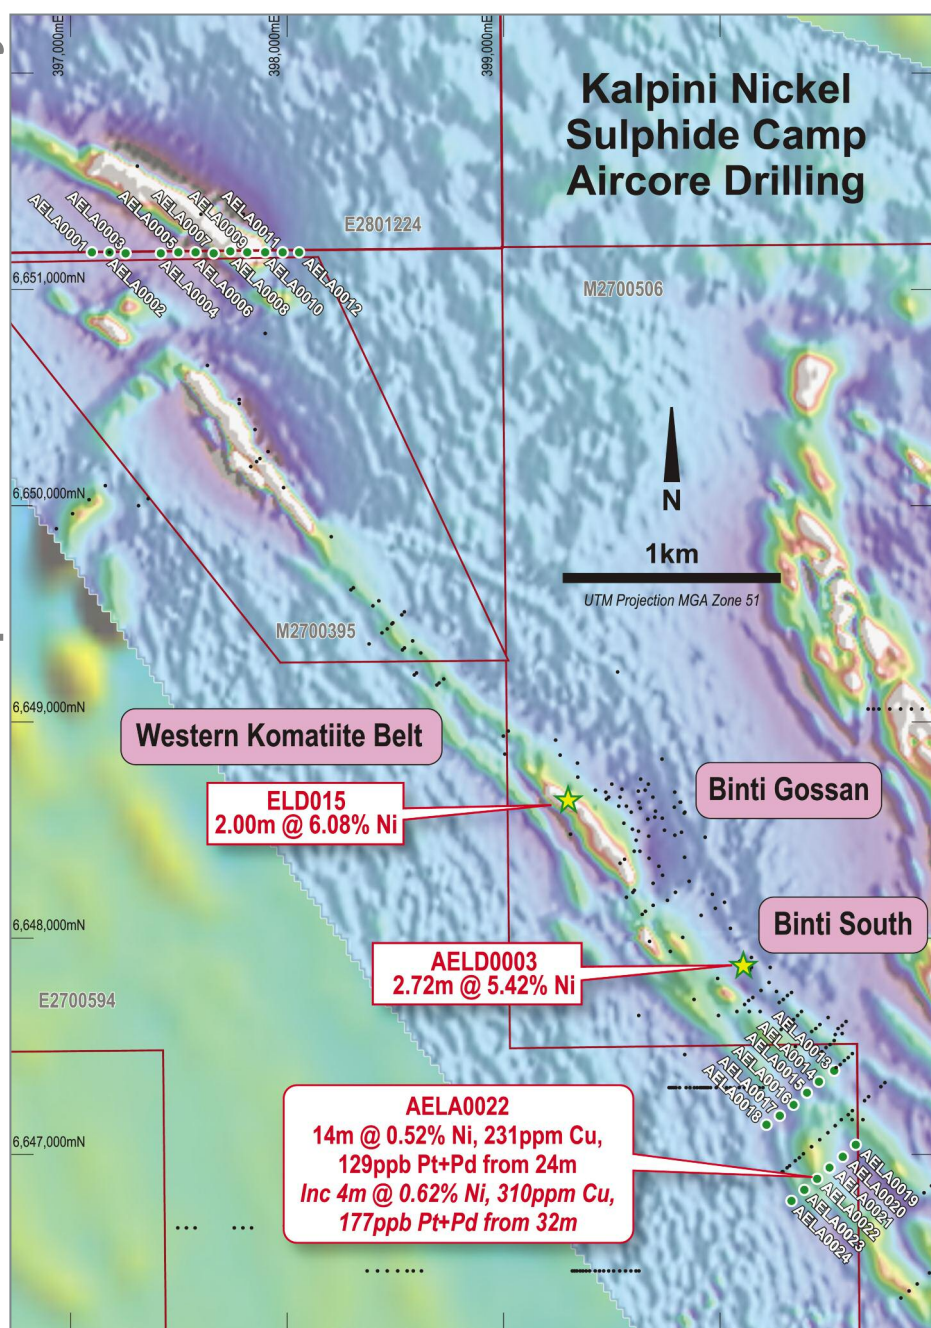 397,000mE
398,000mE
399,000mE
Kalpini Nickel
Sulphide Camp
Aircore Drilling
E2801224
AELA0001
AELA0003
AELA0005
AELA0007
AELA0009
AELA0011
AELA0002
AELA0004
AELA0006
AELA0008
AELA0010
AELA0012
6,651,000mN
M2700506
N
6,650,000mN
1km
UTM Projection MGA Zone 51
M2700395
6,649,000mN
Western Komatiite Belt
Binti Gossan
ELD015
2.00m @ 6.08% Ni
Binti South
6,648,000mN
AELD0003
2.72m @ 5.42% Ni
E2700594
AELA0013
AELA0014
AELA0015
AELA0016
AELA0017
AELA0018
AELA0022
14m @ 0.52% Ni, 231ppm Cu,
129ppb Pt+Pd from 24m
Inc 4m @ 0.62% Ni, 310ppm Cu,
177ppb Pt+Pd from 32m
6,647,000mN
AELA0019
AELA0020
AELA0021
AELA0022
AELA0023
AELA0024